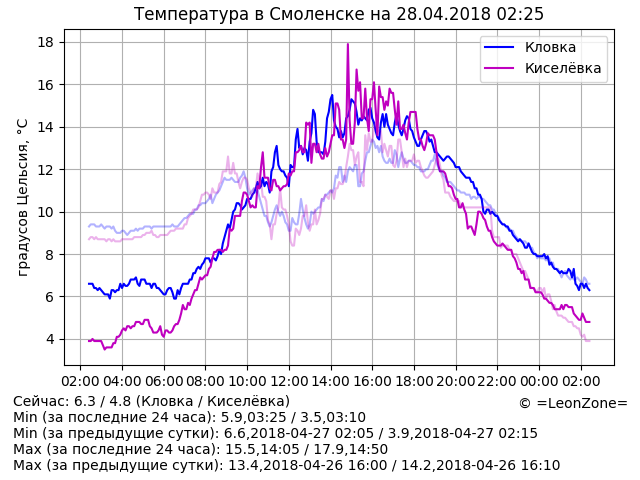 Температура в Смоленске на 28.04.2018 02:25
Кловка
Киселёвка
градусов Цельсия, °C
18
16
14
12
10
8
6
4
02:00 04:00 06:00 08:00 10:00 12:00 14:00 16:00 18:00 20:00 22:00 00:00 02:00
Сейчас: 6.3 / 4.8 (Кловка / Киселёвка)
© =LeonZone=
Min (за последние 24 часа): 5.9,03:25 / 3.5,03:10
Min (за предыдущие сутки): 6.6,2018-04-27 02:05 / 3.9,2018-04-27 02:15
Max (за последние 24 часа): 15.5,14:05 / 17.9,14:50
Max (за предыдущие сутки): 13.4,2018-04-26 16:00 / 14.2,2018-04-26 16:10